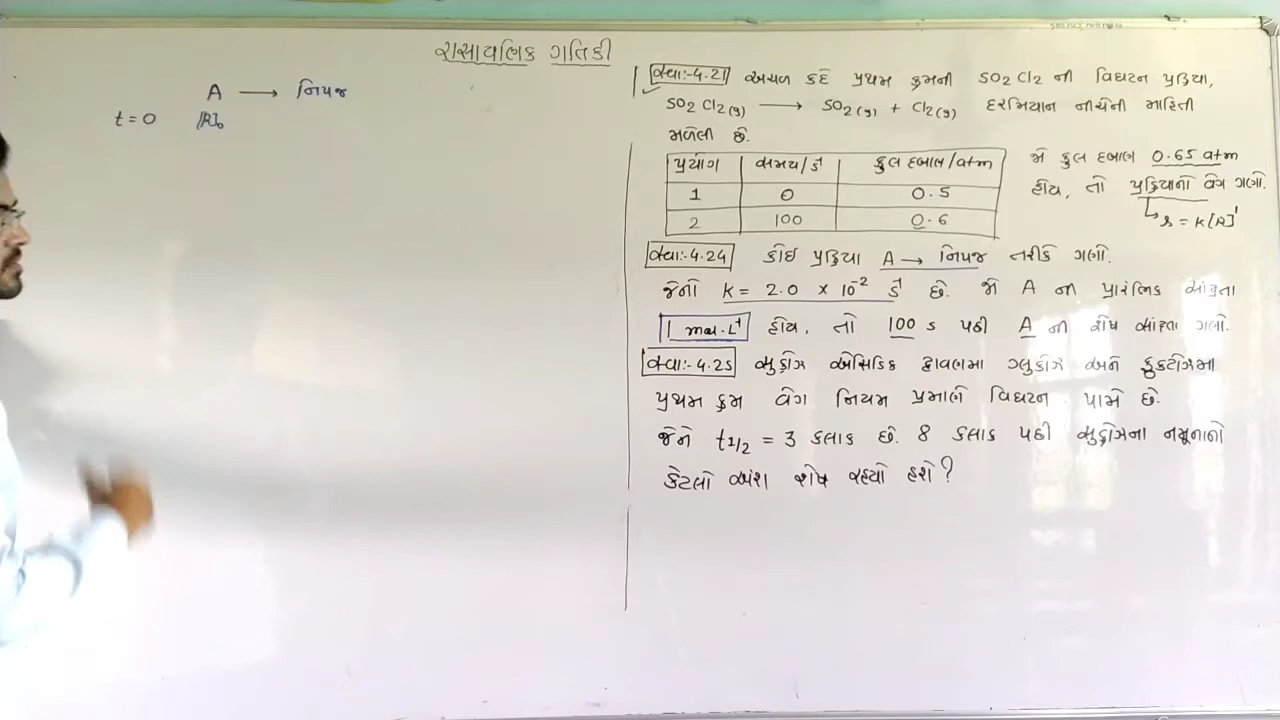 રાસાયણિક ગતિકી
A ⟶ નિપજ
t = 0 [R]₀
સ્વા:-4.21 અચળ કદે પ્રથમ ક્રમની SO2Cl2 ની વિઘટન પ્રક્રિયા,
SO2Cl2(g) ⟶ SO2(g) + Cl2(g) દરમિયાન નીચેની માહિતી
મળેલી છે.
પ્રયોગ સમય/s⁻¹ કુલ દબાણ/atm
1 0 0.5
2 100 0.6
જો કુલ દબાણ 0.65 atm
હોય, તો પ્રક્રિયાનો વેગ ગણો.
↳ r = K[R]¹
સ્વા:-4.24 કોઈ પ્રક્રિયા A → નિપજ તરીકે ગણો.
જેનો K = 2.0 × 10⁻² s⁻¹ છે. જો A ની પ્રારંભિક સાંદ્રતા
1 mol.L⁻¹ હોય, તો 100 s પછી A ની શેષ સાંદ્રતા ગણો.
સ્વા:-4.25 સુક્રોઝ એસિડિક દ્રાવણમાં ગ્લુકોઝ અને ફ્રુક્ટોઝમાં
પ્રથમ ક્રમ વેગ નિયમ પ્રમાણે વિઘટન પામે છે.
જેને t1/2 = 3 કલાક છે. 8 કલાક પછી સુક્રોઝના નમૂનાનો
કેટલો અંશ શેષ રહ્યો હશે?